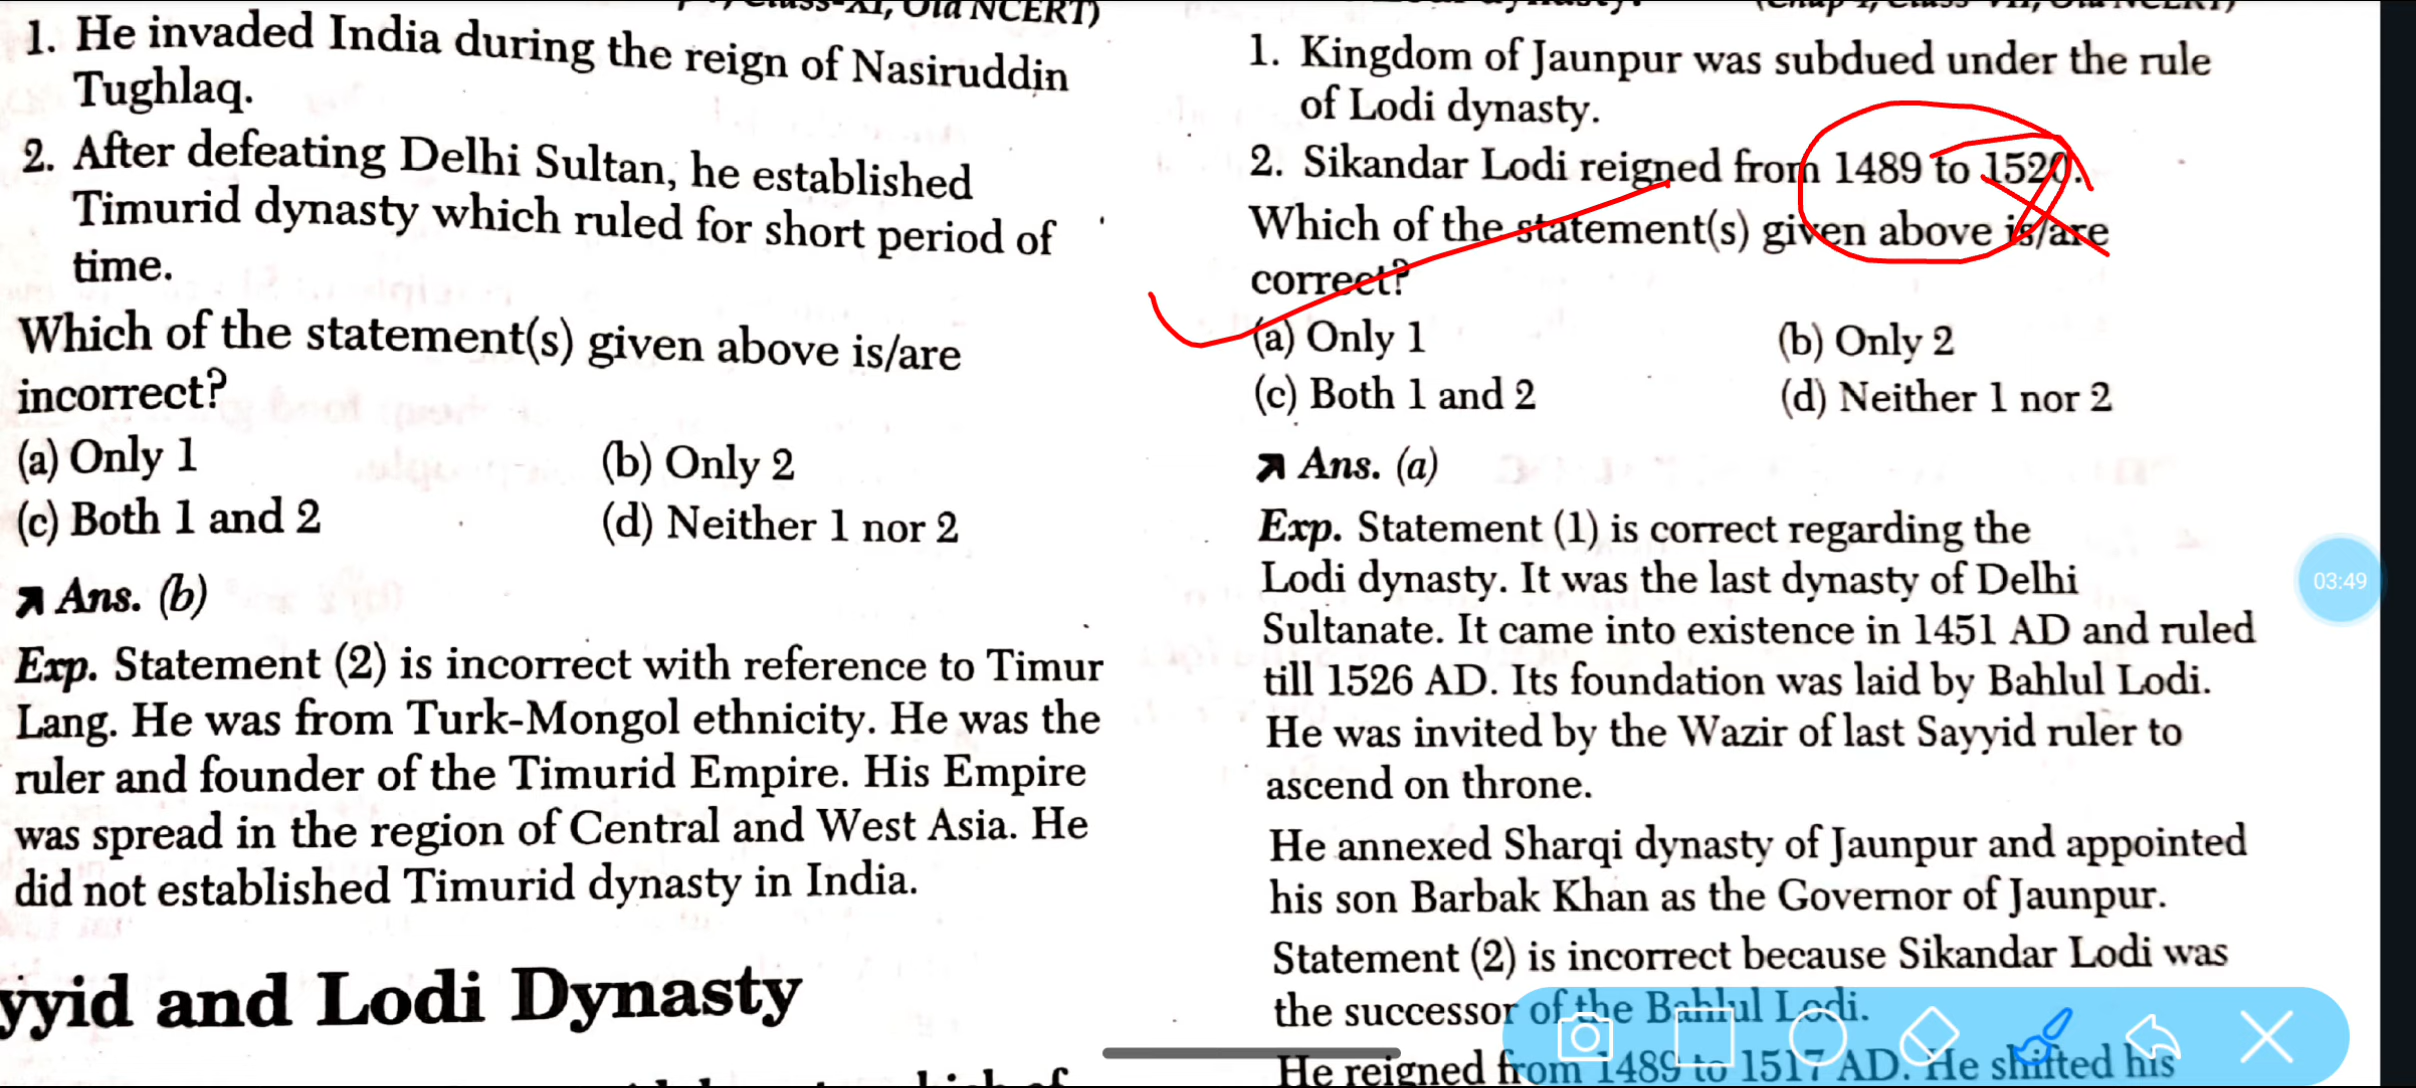 Class-XI, Old NCERT)
1. He invaded India during the reign of Nasiruddin
Tughlaq.
2. After defeating Delhi Sultan, he established
Timurid dynasty which ruled for short period of
time.
Which of the statement(s) given above is/are
incorrect?
(a) Only 1 (b) Only 2
(c) Both 1 and 2 (d) Neither 1 nor 2
Ans. (b)
Exp. Statement (2) is incorrect with reference to Timur
Lang. He was from Turk-Mongol ethnicity. He was the
ruler and founder of the Timurid Empire. His Empire
was spread in the region of Central and West Asia. He
did not established Timurid dynasty in India.
yyid and Lodi Dynasty
1. Kingdom of Jaunpur was subdued under the rule
of Lodi dynasty.
2. Sikandar Lodi reigned from 1489 to 1520.
Which of the statement(s) given above is/are
correct?
(a) Only 1 (b) Only 2
(c) Both 1 and 2 (d) Neither 1 nor 2
Ans. (a)
Exp. Statement (1) is correct regarding the
Lodi dynasty. It was the last dynasty of Delhi
Sultanate. It came into existence in 1451 AD and ruled
till 1526 AD. Its foundation was laid by Bahlul Lodi.
He was invited by the Wazir of last Sayyid ruler to
ascend on throne.
He annexed Sharqi dynasty of Jaunpur and appointed
his son Barbak Khan as the Governor of Jaunpur.
Statement (2) is incorrect because Sikandar Lodi was
the successor of the Bahlul Lodi.
He reigned from 1489 to 1517 AD. He shifted his
03:49